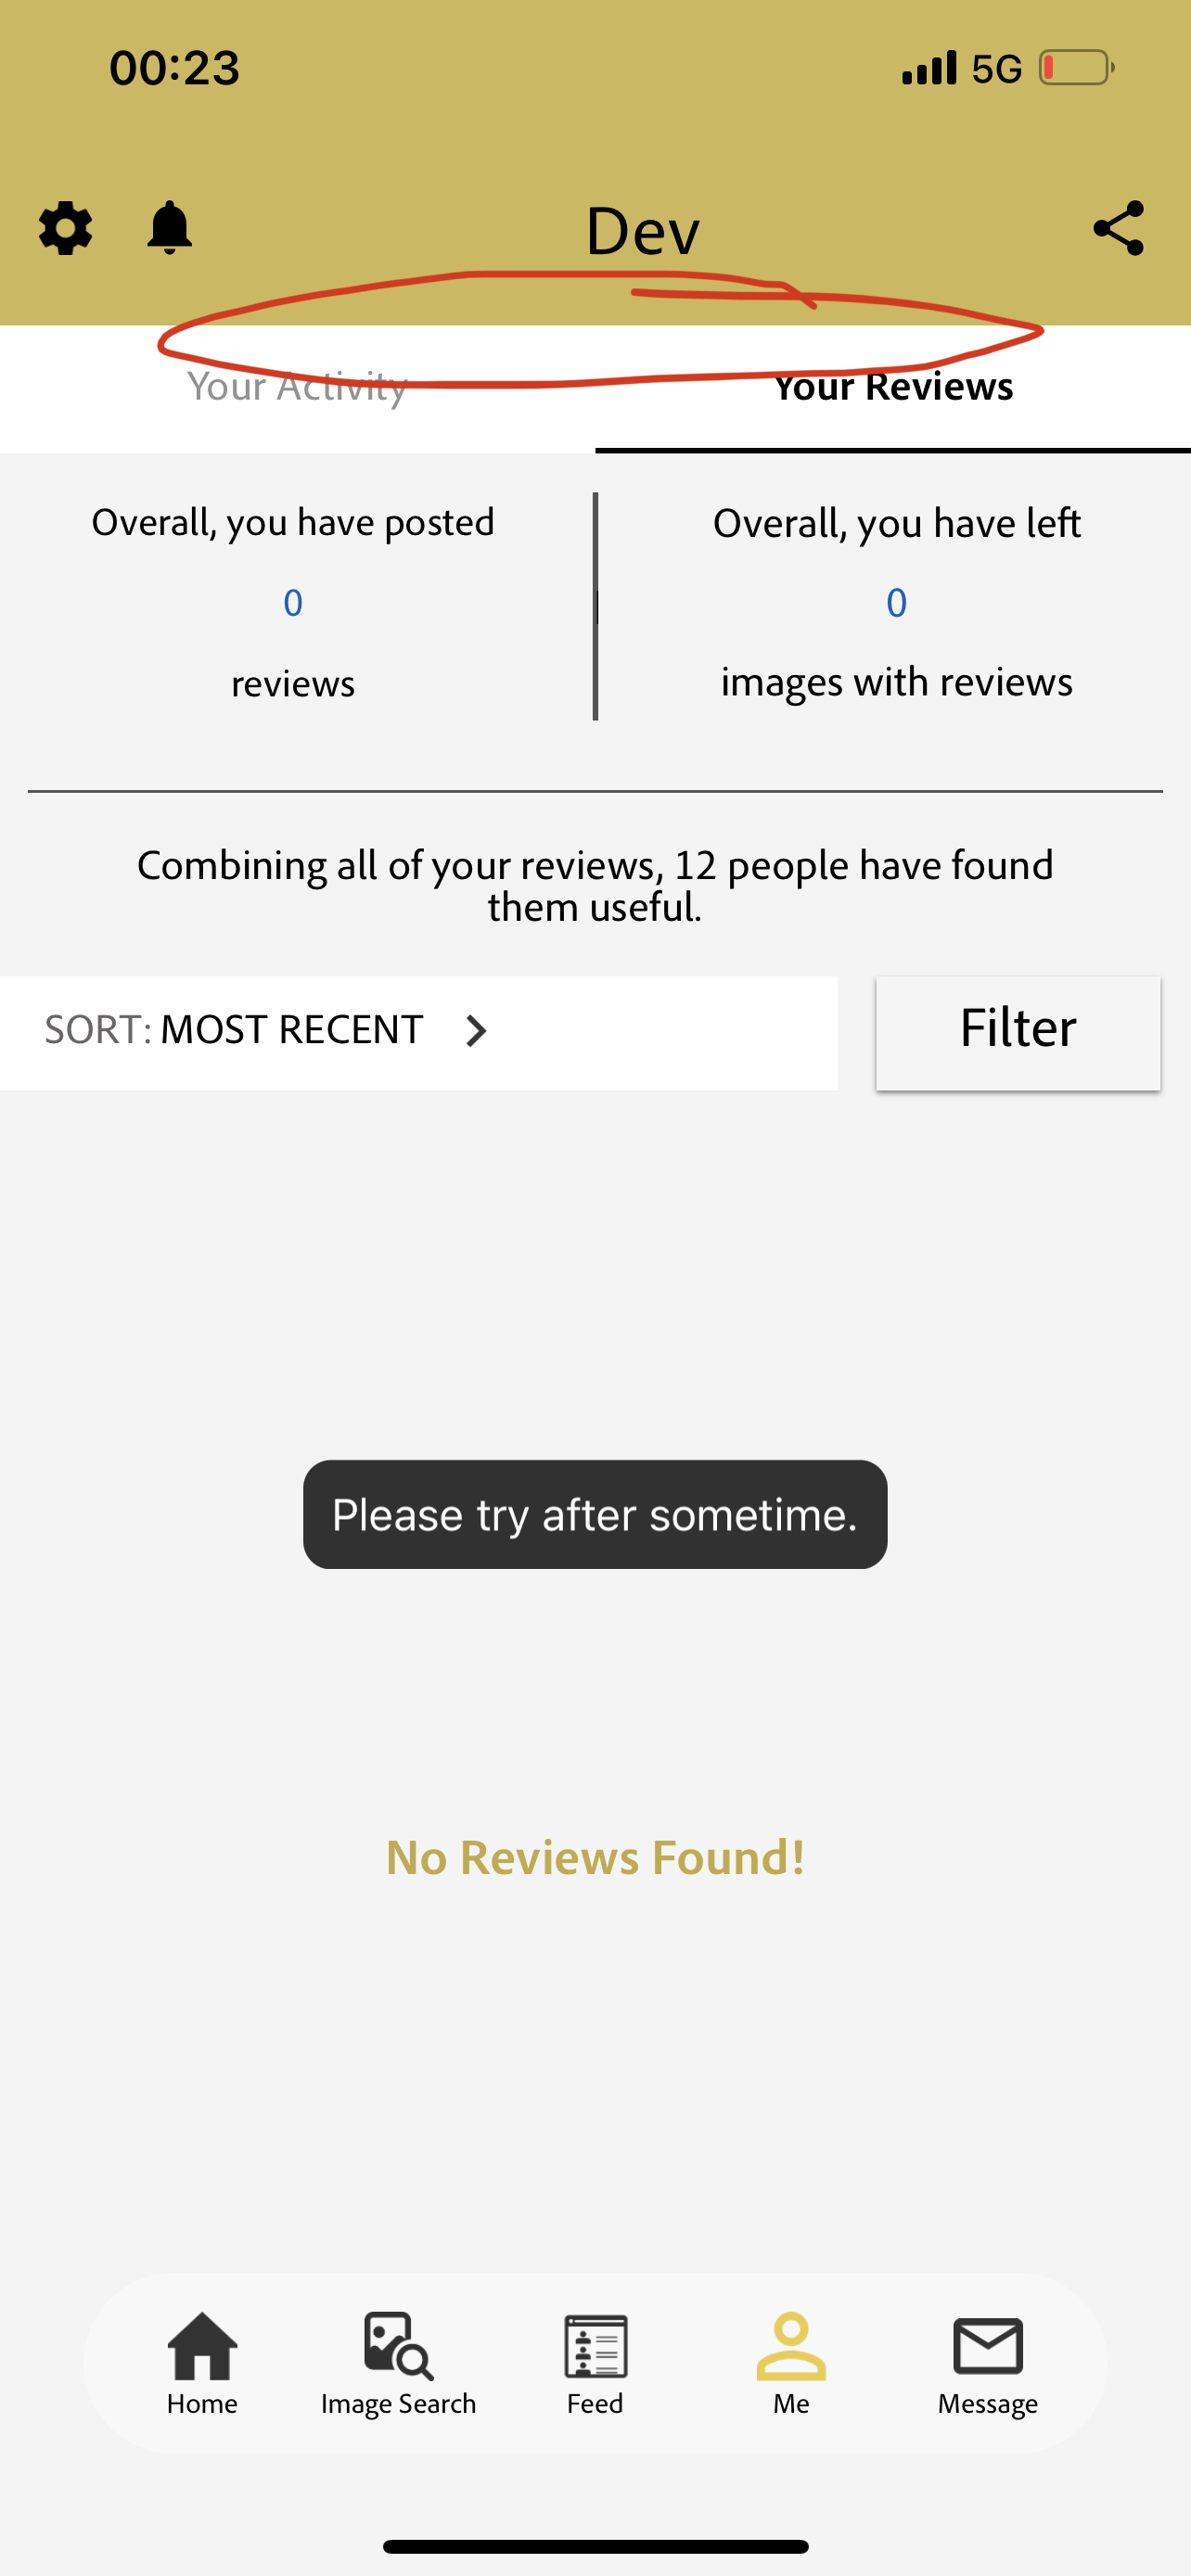 00:23
5G
Dev
Your Activity
Your Reviews
Overall, you have posted
0
reviews
Overall, you have left
0
images with reviews
Combining all of your reviews, 12 people have found
them useful.
SORT: MOST RECENT
Filter
Please try after sometime.
No Reviews Found!
Home
Image Search
Feed
Me
Message